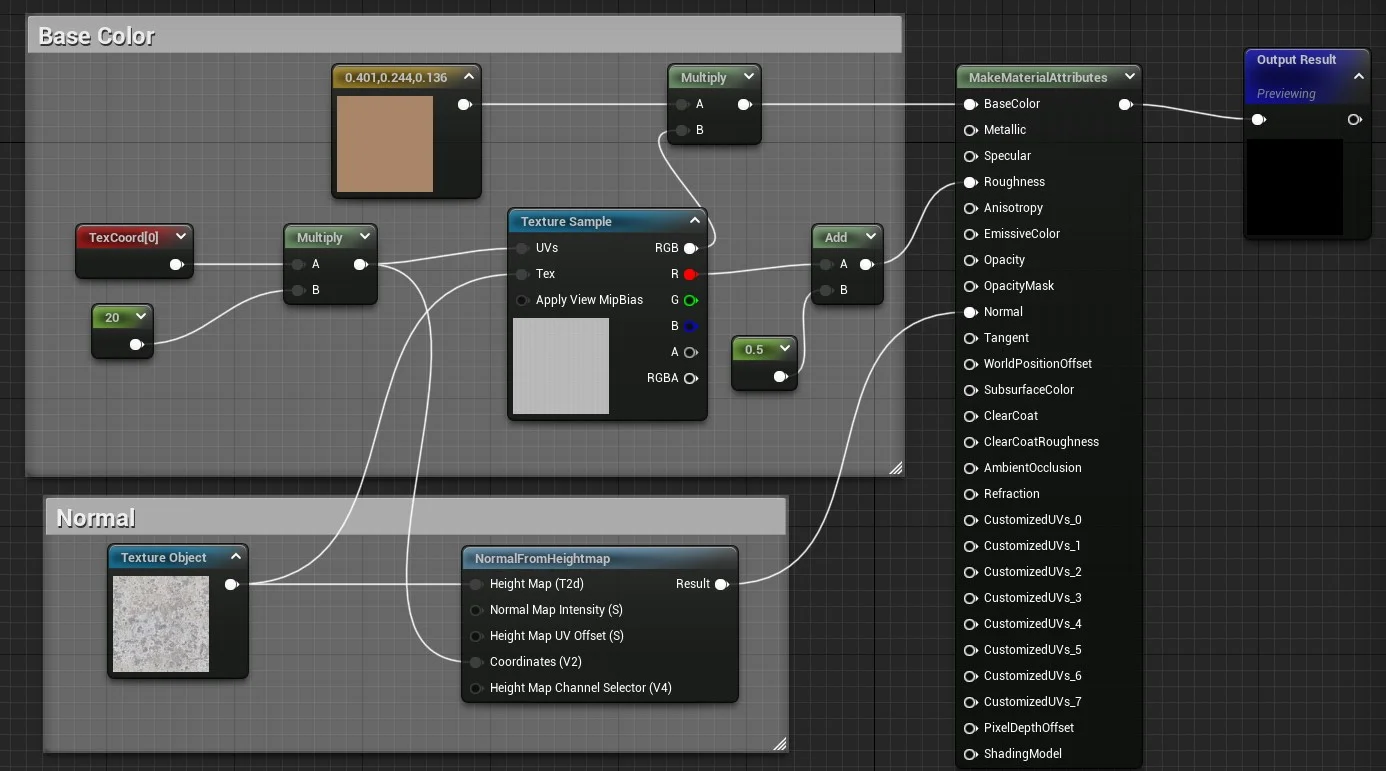 Base Color
0.401,0.244,0.136
Multiply
A
B
TexCoord[0]
20
Multiply
A
B
Texture Sample
UVs
RGB
Tex
R
Apply View MipBias
G
B
A
RGBA
Add
A
B
0.5
Normal
Texture Object
NormalFromHeightmap
Height Map (T2d)
Result
Normal Map Intensity (S)
Height Map UV Offset (S)
Coordinates (V2)
Height Map Channel Selector (V4)
MakeMaterialAttributes
BaseColor
Metallic
Specular
Roughness
Anisotropy
EmissiveColor
Opacity
OpacityMask
Normal
Tangent
WorldPositionOffset
SubsurfaceColor
ClearCoat
ClearCoatRoughness
AmbientOcclusion
Refraction
CustomizedUVs_0
CustomizedUVs_1
CustomizedUVs_2
CustomizedUVs_3
CustomizedUVs_4
CustomizedUVs_5
CustomizedUVs_6
CustomizedUVs_7
PixelDepthOffset
ShadingModel
Output Result
Previewing